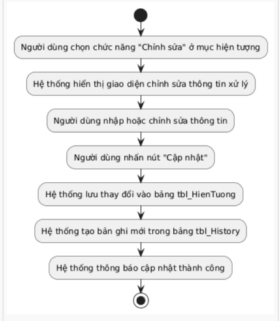 Người dùng chọn chức năng "Chỉnh sửa" ở mục hiện tượng
Hệ thống hiển thị giao diện chỉnh sửa thông tin xử lý
Người dùng nhập hoặc chỉnh sửa thông tin
Người dùng nhấn nút "Cập nhật"
Hệ thống lưu thay đổi vào bảng tbl_HienTuong
Hệ thống tạo bản ghi mới trong bảng tbl_History
Hệ thống thông báo cập nhật thành công